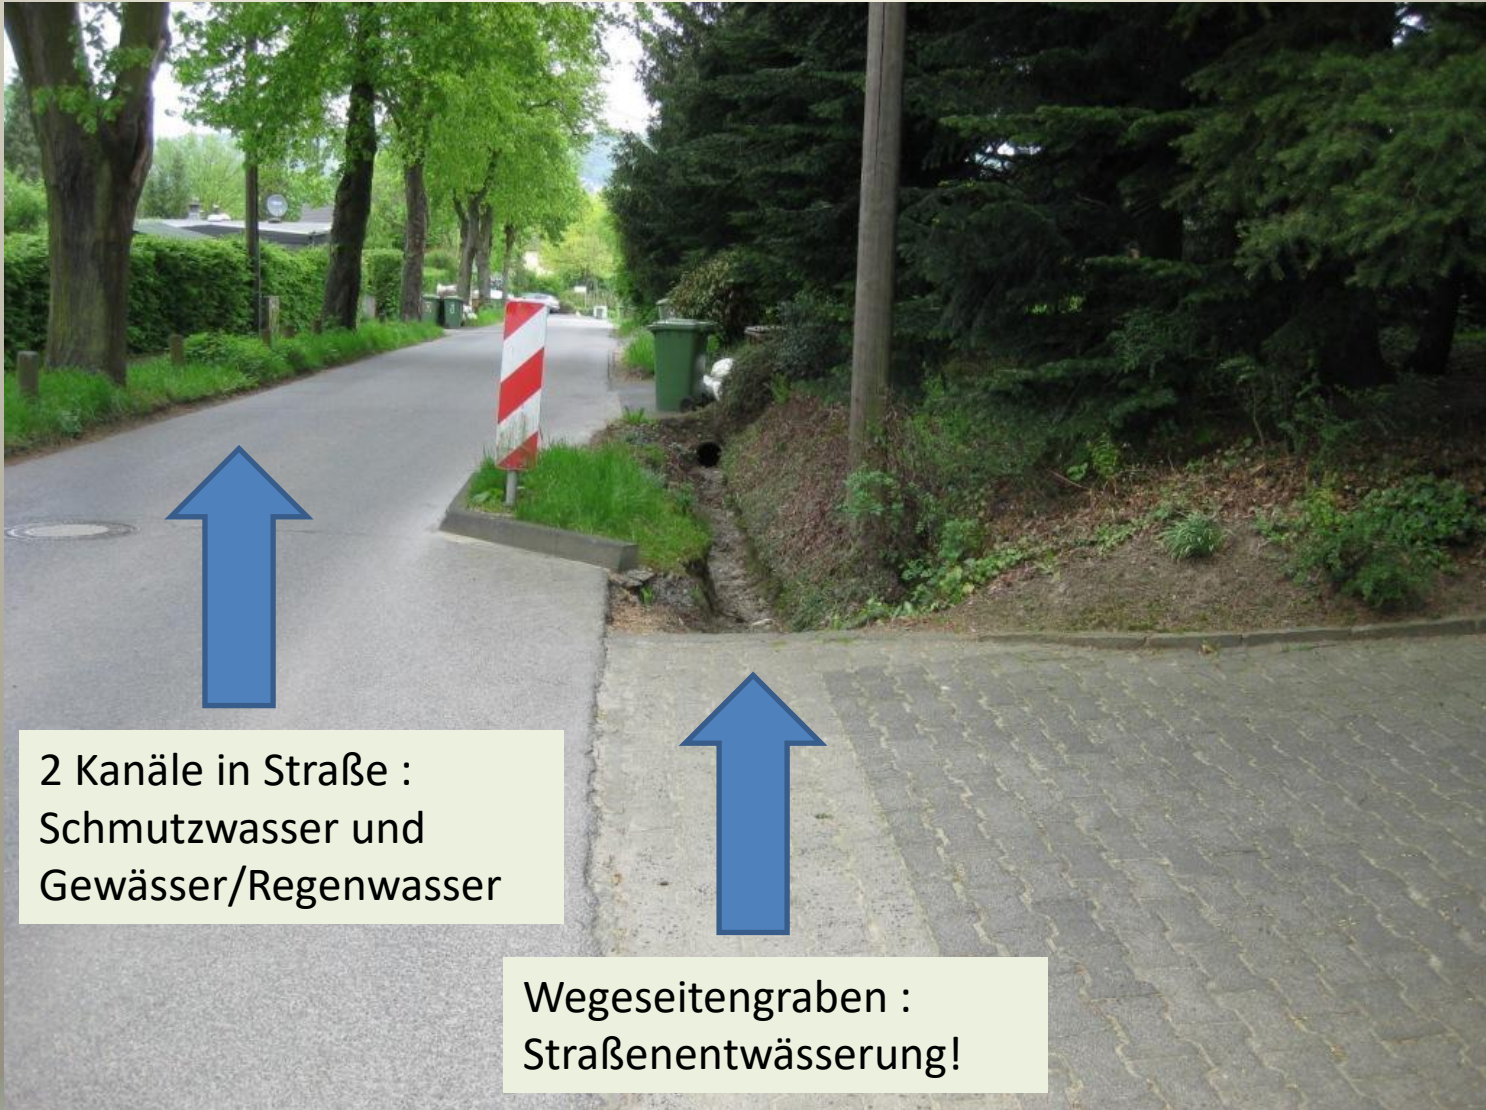 2 Kanäle in Straße :
Schmutzwasser und
Gewässer/Regenwasser
Wegeseitengraben :
Straßenentwässerung!